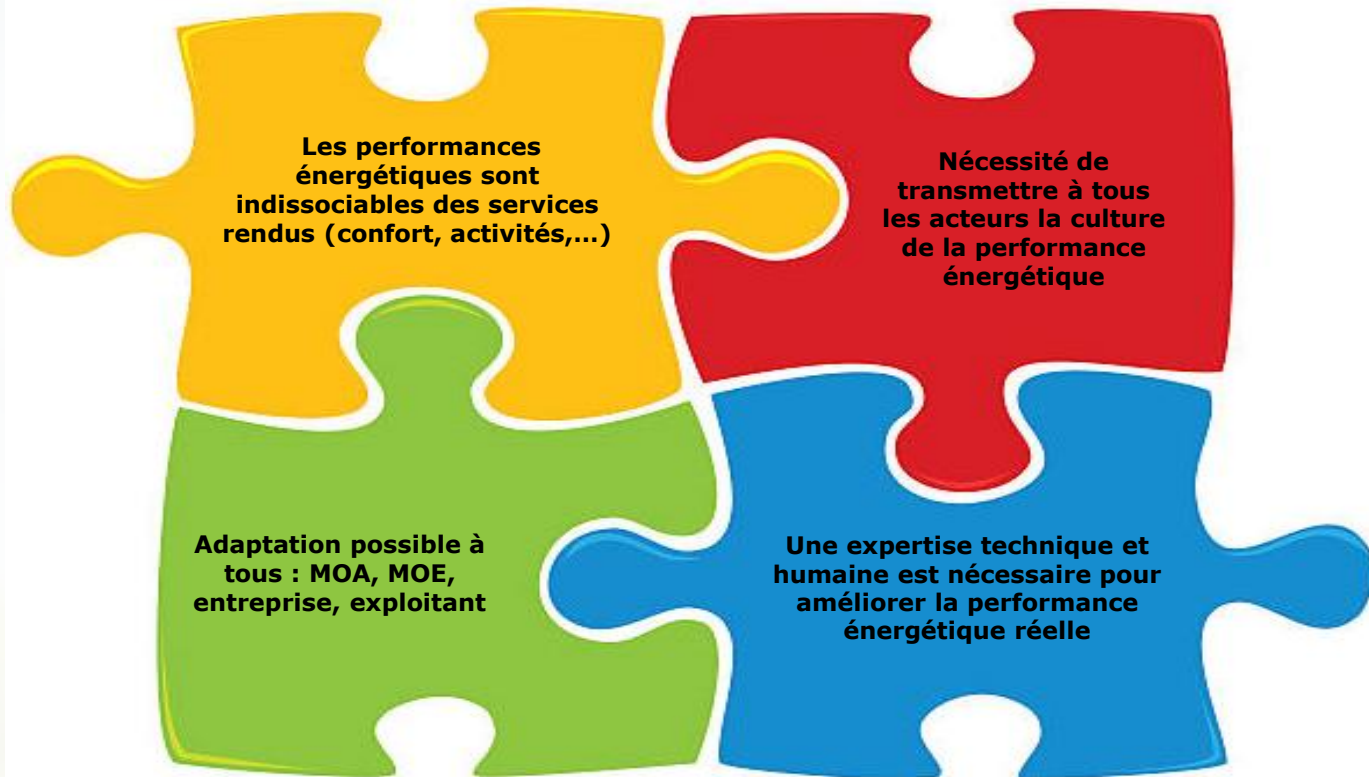 Les performances
énergétiques sont
indissociables des services
rendus (confort, activités,...)
Nécessité de
transmettre à tous
les acteurs la culture
de la performance
énergétique
Adaptation possible à
tous : MOA, MOE,
entreprise, exploitant
Une expertise technique et
humaine est nécessaire pour
améliorer la performance
énergétique réelle